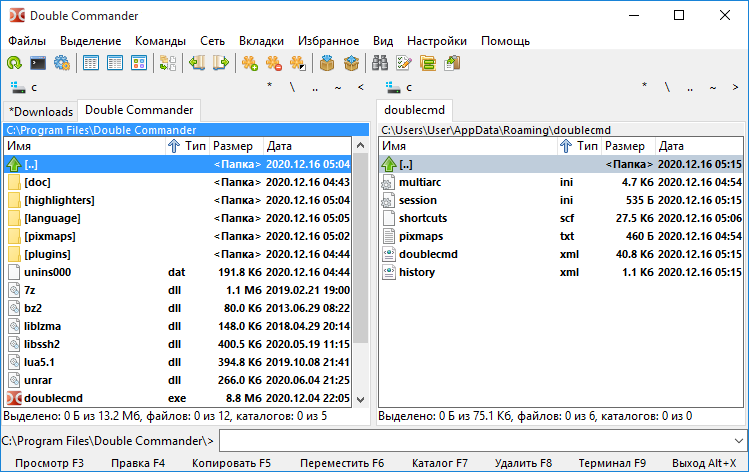 Double Commander
Файлы Выделение Команды Сеть Вкладки Избранное Вид Настройки Помощь
c * \ .. ~ <
*Downloads Double Commander
C:\Program Files\Double Commander
Имя Тип Размер Дата
[..] <Папка> 2020.12.16 05:04
[doc] <Папка> 2020.12.16 04:43
[highlighters] <Папка> 2020.12.16 05:04
[language] <Папка> 2020.12.16 05:05
[pixmaps] <Папка> 2020.12.16 05:02
[plugins] <Папка> 2020.12.16 04:44
unins000 dat 191.8 Кб 2020.12.16 04:44
7z dll 1.1 Мб 2019.02.21 19:00
bz2 dll 80.0 Кб 2013.06.29 08:22
liblzma dll 148.0 Кб 2018.04.29 20:14
libssh2 dll 400.5 Кб 2020.05.19 11:15
lua5.1 dll 394.8 Кб 2019.10.08 21:41
unrar dll 266.0 Кб 2020.06.04 21:25
doublecmd exe 8.8 Мб 2020.12.04 22:05
Выделено: 0 Б из 13.2 Мб, файлов: 0 из 12, каталогов: 0 из 5
c * \ .. ~ >
doublecmd
C:\Users\User\AppData\Roaming\doublecmd
Имя Тип Размер Дата
[..] <Папка> 2020.12.16 05:15
multiarc ini 4.7 Кб 2020.12.16 04:54
session ini 535 Б 2020.12.16 05:15
shortcuts scf 27.5 Кб 2020.12.16 05:06
pixmaps txt 460 Б 2020.12.16 04:54
doublecmd xml 40.8 Кб 2020.12.16 05:15
history xml 1.1 Кб 2020.12.16 05:15
Выделено: 0 Б из 75.1 Кб, файлов: 0 из 6, каталогов: 0 из 0
C:\Program Files\Double Commander\>
Просмотр F3 Правка F4 Копировать F5 Переместить F6 Каталог F7 Удалить F8 Терминал F9 Выход Alt+X